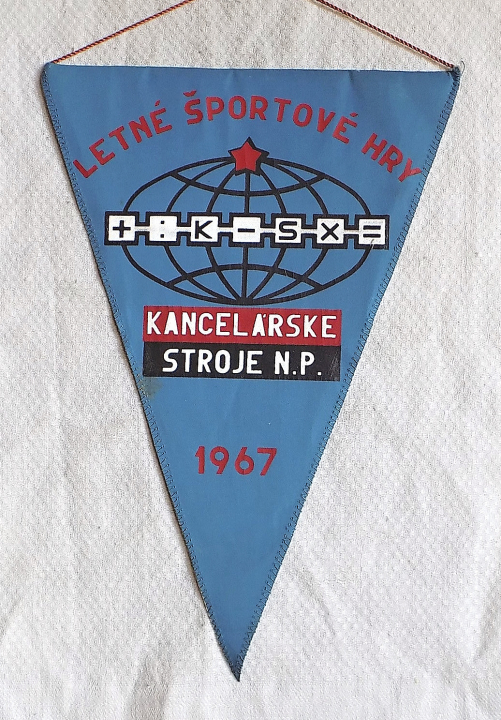 LETNÉ ŠPORTOVÉ HRY
+ : K – S X =
KANCELÁRSKE
STROJE N.P.
1967